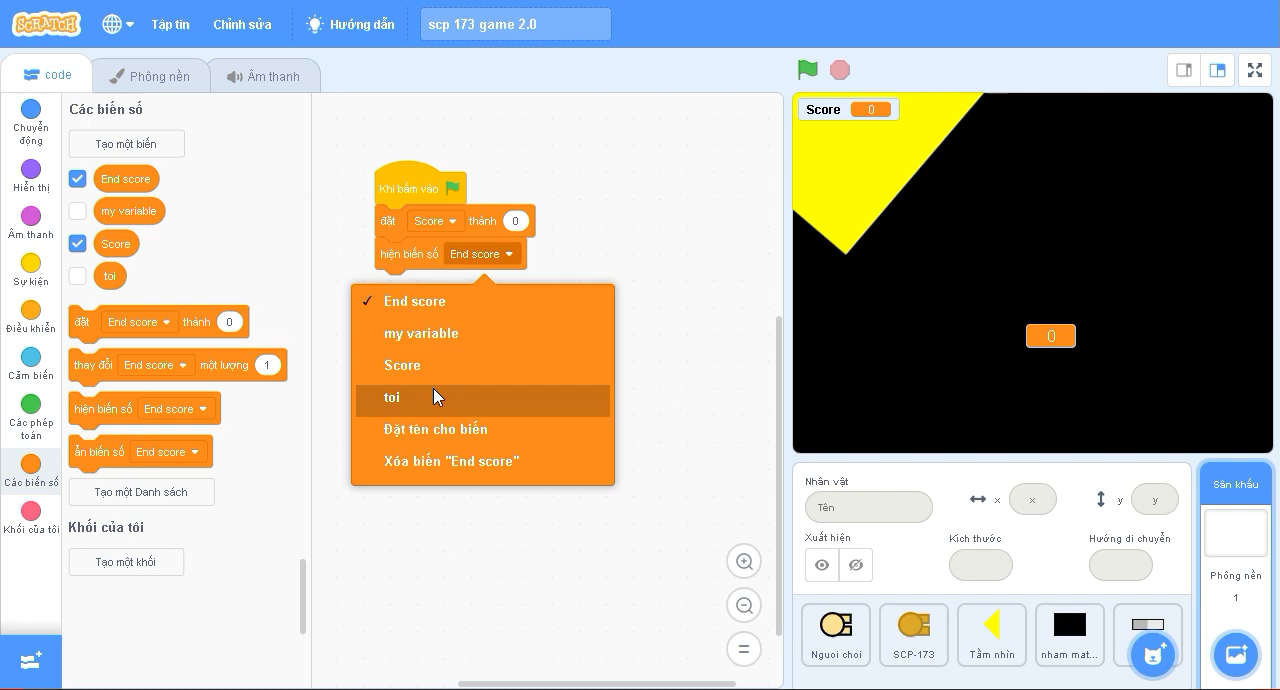 SCRATCH
Tập tin
Chỉnh sửa
Hướng dẫn
scp 173 game 2.0
code
Phông nền
Âm thanh
Chuyển
động
Hiển thị
Âm thanh
Sự kiện
Điều khiển
Cảm biến
Các phép
toán
Các biến số
Khối của tôi
Các biến số
Tạo một biến
End score
my variable
Score
toi
đặt End score thành 0
thay đổi End score một lượng 1
hiện biến số End score
ẩn biến số End score
Tạo một Danh sách
Khối của tôi
Tạo một khối
Khi bấm vào
đặt Score thành 0
hiện biến số End score
✓ End score
my variable
Score
toi
Đặt tên cho biến
Xóa biến "End score"
Score 0
0
Nhân vật
Tên
x x
y y
Xuất hiện
Kích thước
Hướng di chuyển
Nguoi choi
SCP-173
Tầm nhìn
nham mat...
Sân khấu
Phông nền
1